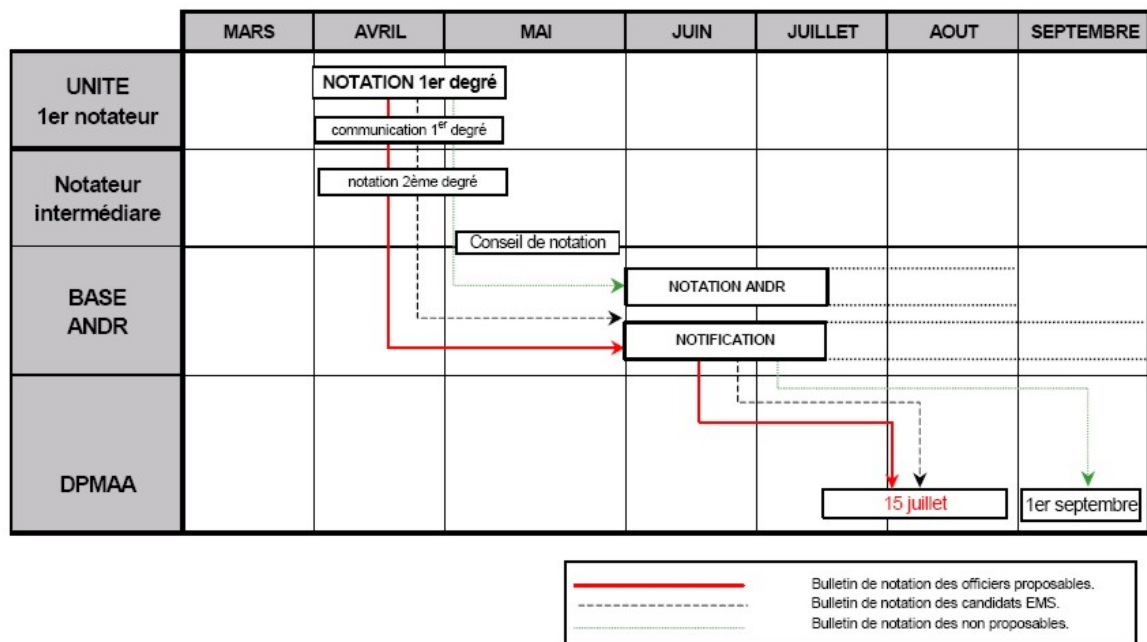 MARS AVRIL MAI JUIN JUILLET AOUT SEPTEMBRE
UNITE
1er notateur
NOTATION 1er degré
communication 1er degré
Notateur
intermédiare
notation 2ème degré
Conseil de notation
BASE
ANDR
NOTATION ANDR
NOTIFICATION
DPMAA
15 juillet
1er septembre
Bulletin de notation des officiers proposables.
Bulletin de notation des candidats EMS.
Bulletin de notation des non proposables.